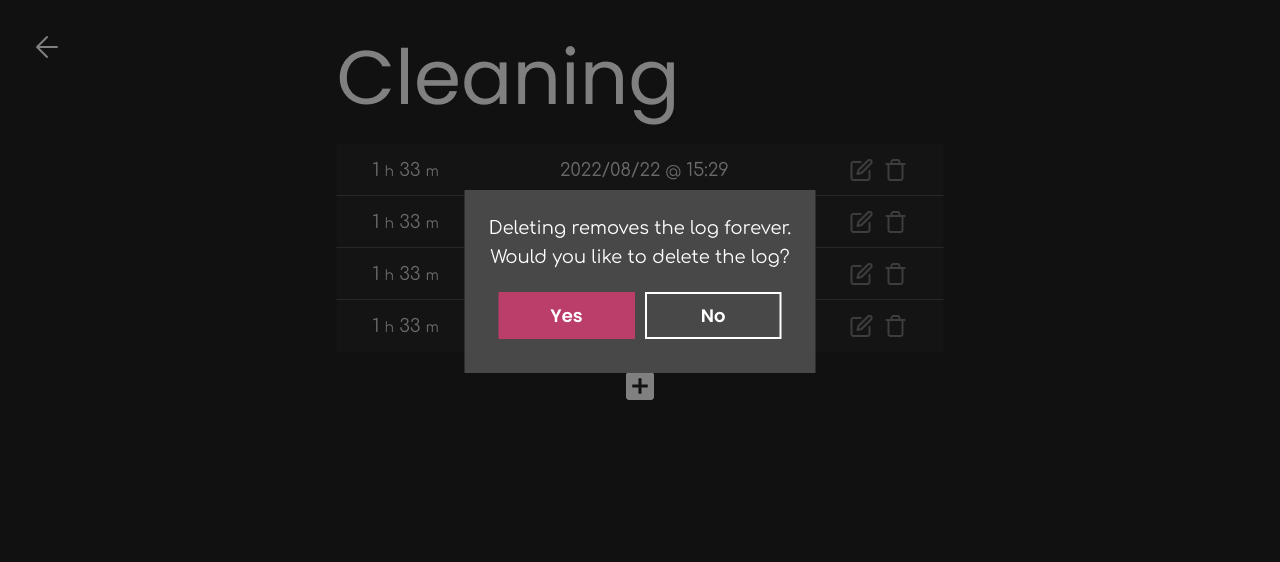 Cleaning
1 h 33 m 2022/08/22 @ 15:29
1 h 33 m
1 h 33 m
1 h 33 m
Deleting removes the log forever.
Would you like to delete the log?
Yes No